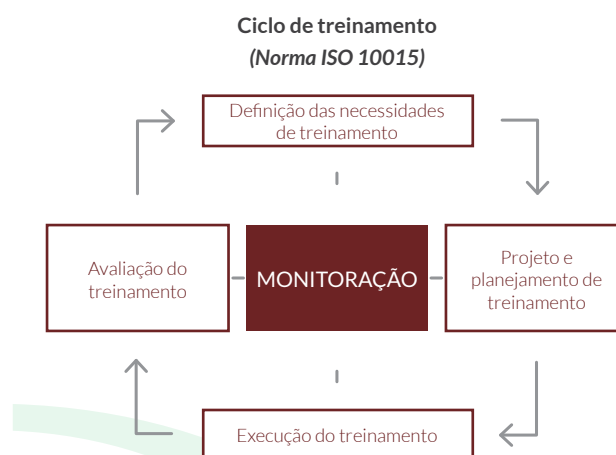 Ciclo de treinamento
(Norma ISO 10015)
Definição das necessidades
de treinamento
Avaliação do
treinamento
MONITORAÇÃO
Projeto e
planejamento de
treinamento
Execução do treinamento